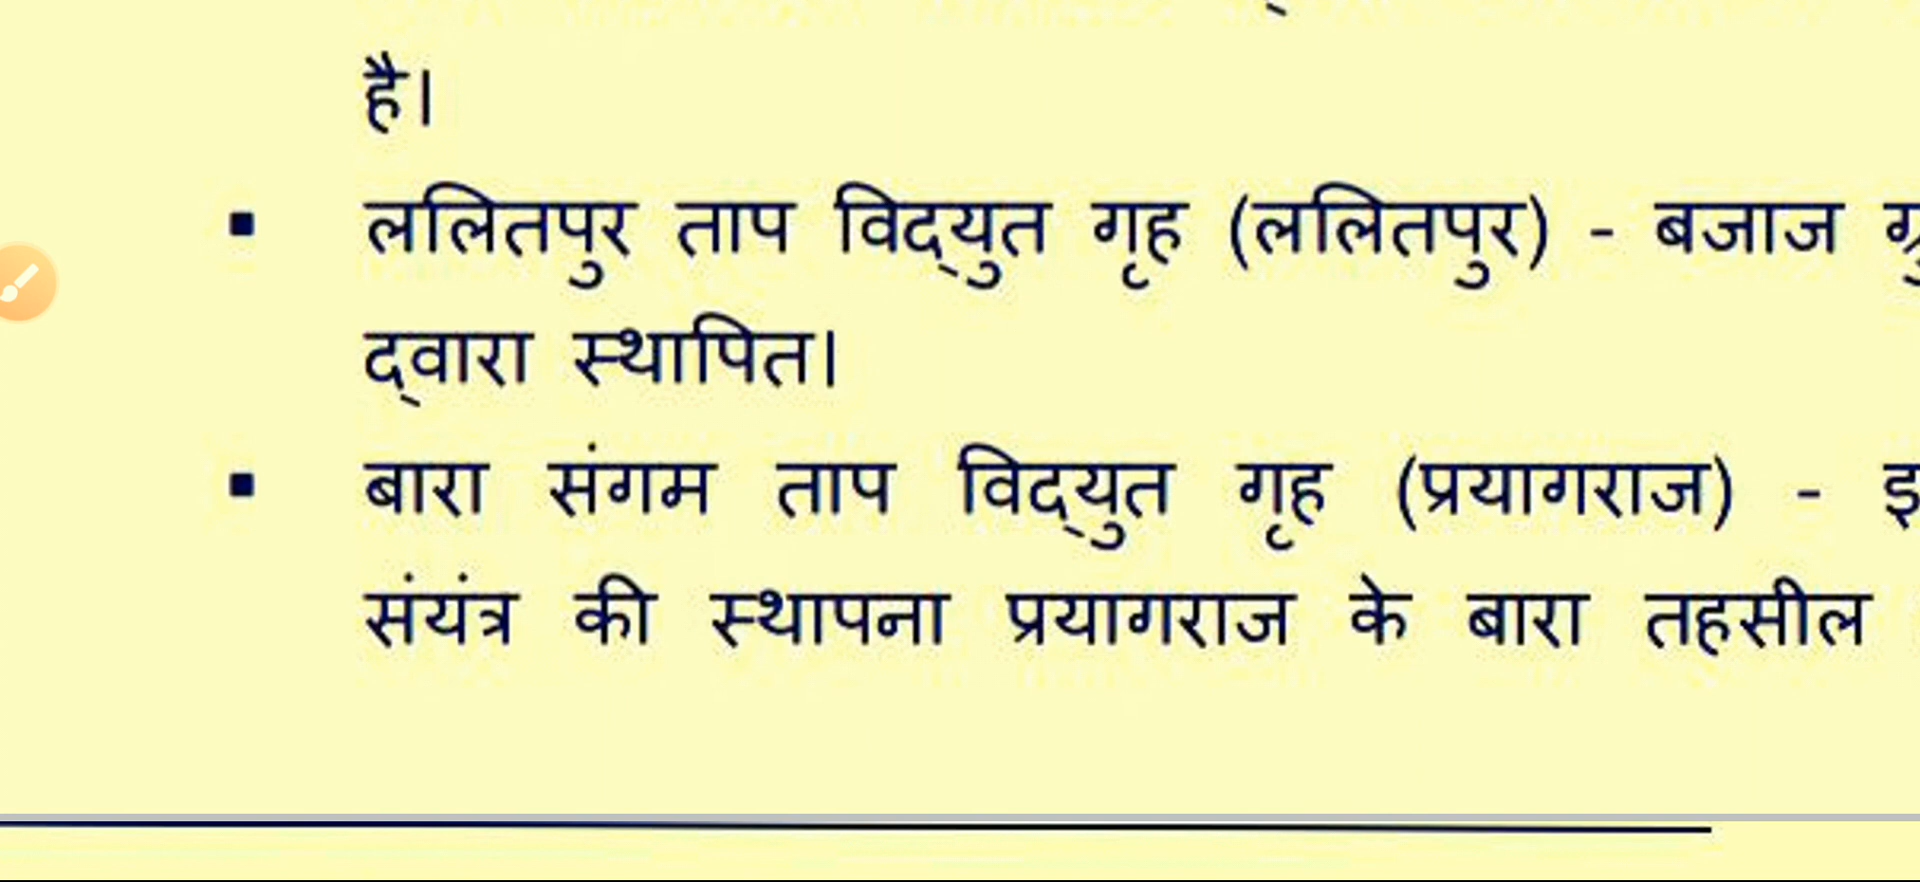 है।
▪ ललितपुर ताप विद्युत गृह (ललितपुर) - बजाज
द्वारा स्थापित।
▪ बारा संगम ताप विद्युत गृह (प्रयागराज) -
संयंत्र की स्थापना प्रयागराज के बारा तहसील